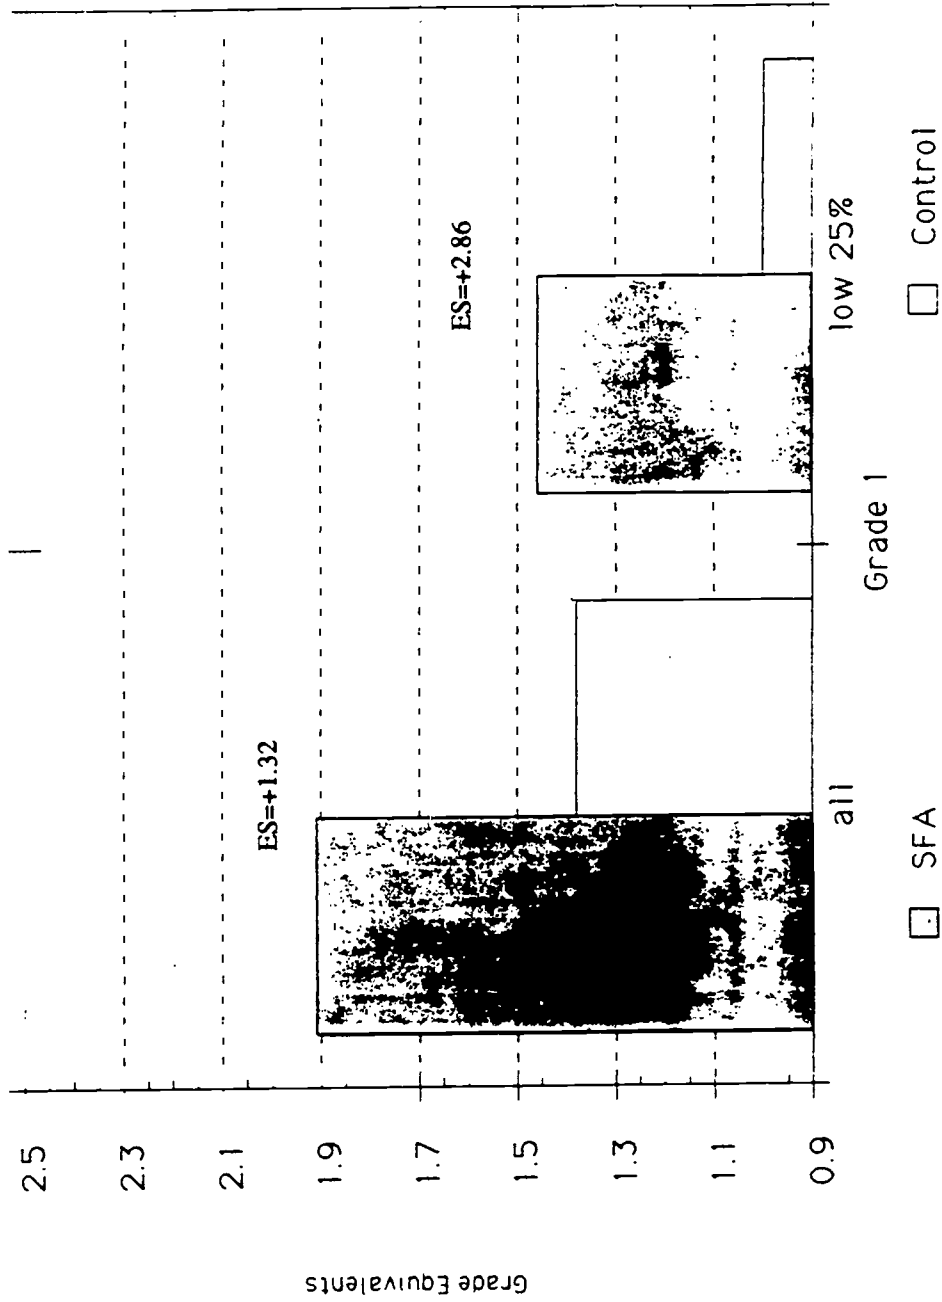 Grade Equivalents
2.5
2.3
2.1
1.9
1.7
1.5
1.3
1.1
0.9
ES=+1.32
ES=+2.86
all
low 25%
Grade 1
SFA
Control